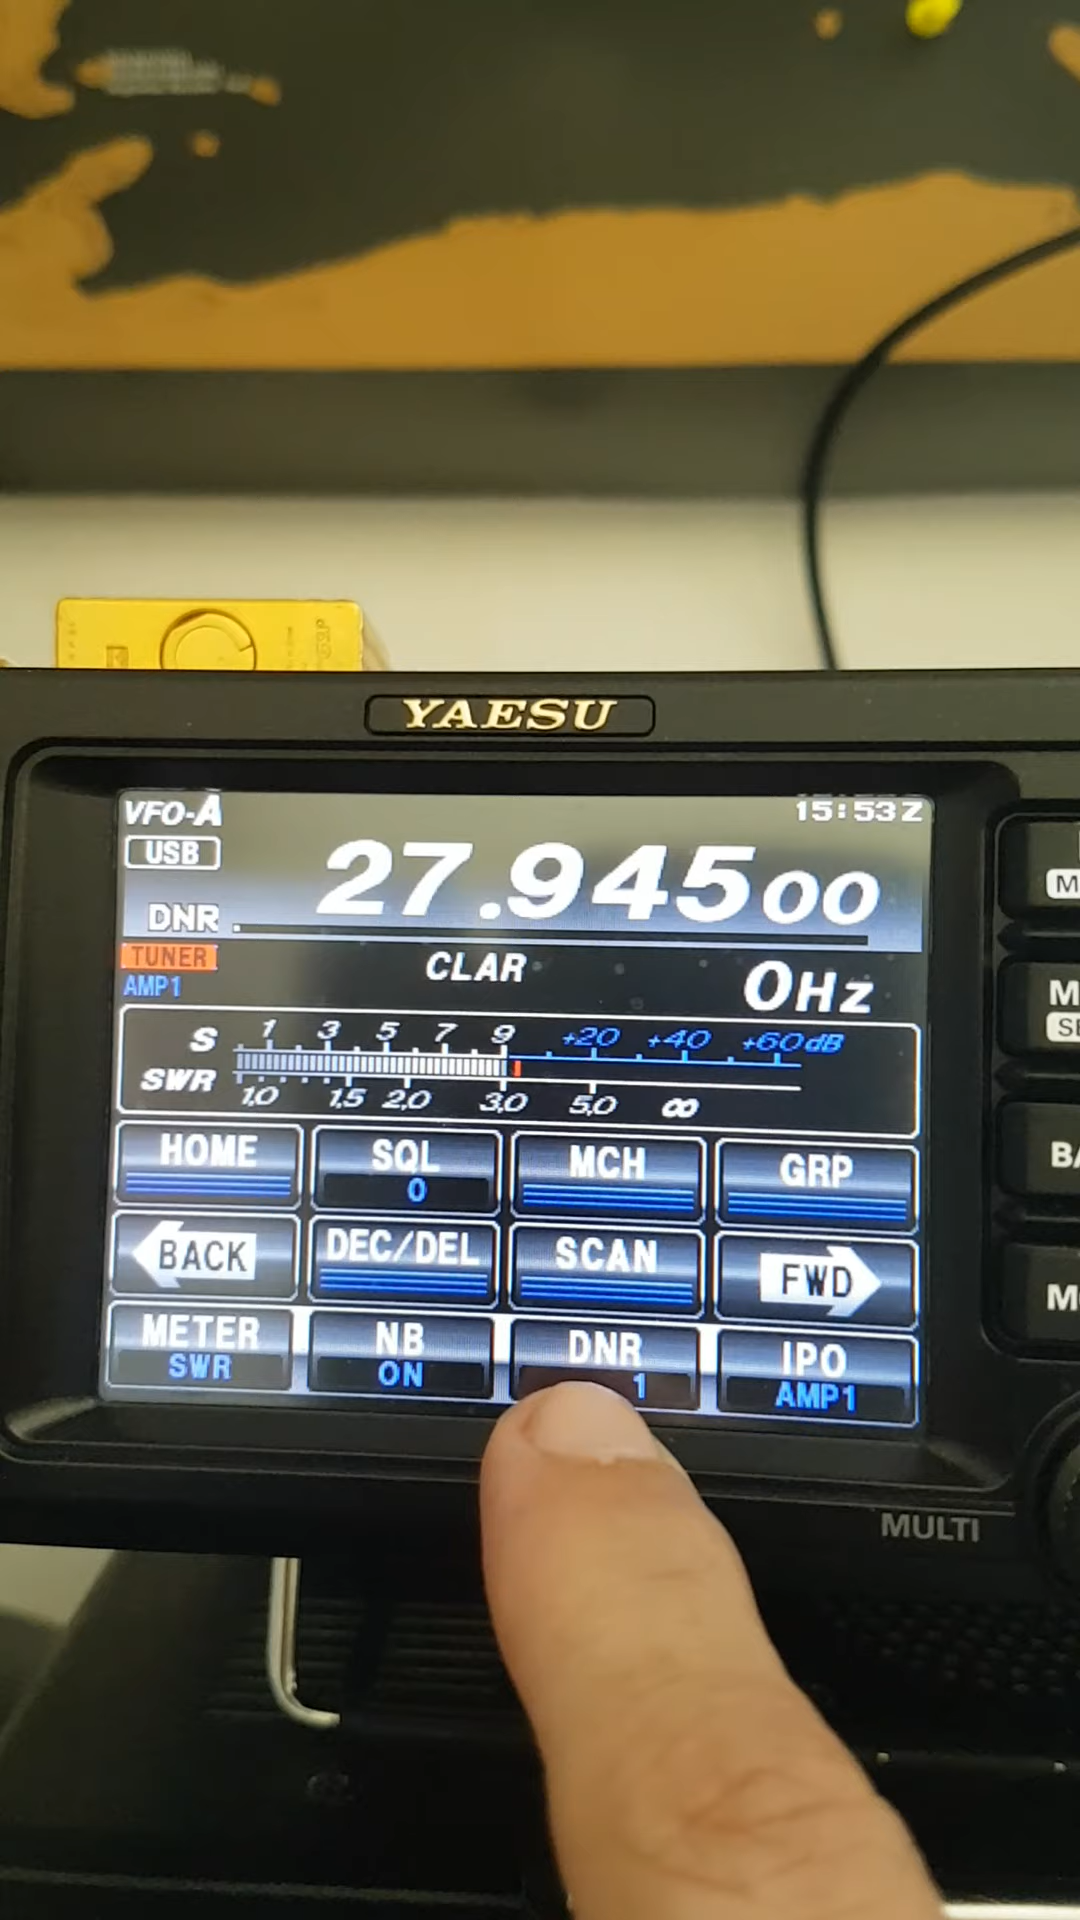 YAESU
VFO-A
15:53Z
USB
27.94500
DNR
TUNER
CLAR
0Hz
AMP1
S 1 3 5 7 9 +20 +40 +60dB
SWR 1,0 1,5 2,0 3,0 5,0 ∞
HOME
SQL
0
MCH
GRP
BACK
DEC/DEL
SCAN
FWD
METER
SWR
NB
ON
DNR
1
IPO
AMP1
MULTI